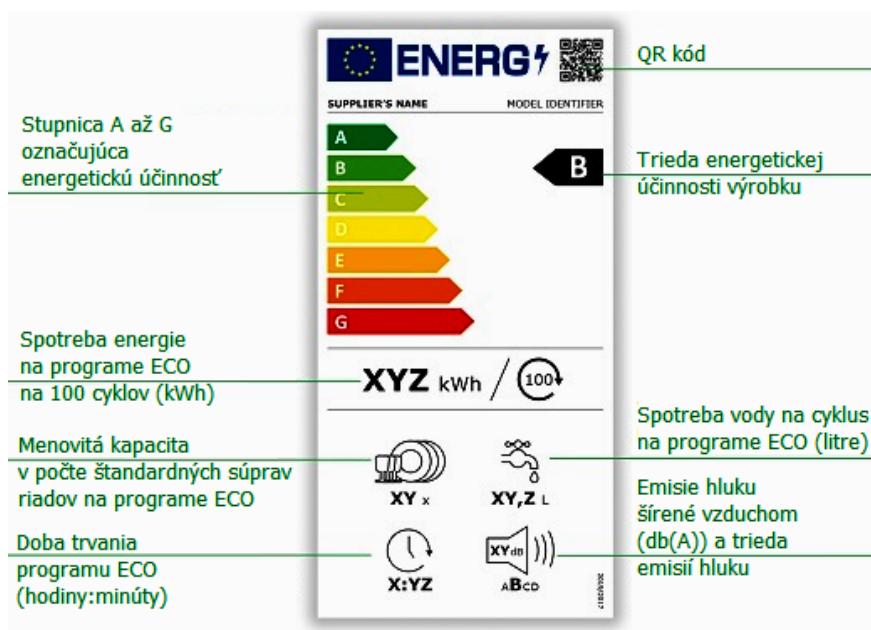 ENERG
QR kód
SUPPLIER'S NAME
MODEL IDENTIFIER
Stupnica A až G
označujúca
energetickú účinnosť
A
B
C
D
E
F
G
B
Trieda energetickej
účinnosti výrobku
Spotreba energie
na programe ECO
na 100 cyklov (kWh)
XYZ kWh / 100
Menovitá kapacita
v počte štandardných súprav
riadov na programe ECO
XY x
XY,Z L
Spotreba vody na cyklus
na programe ECO (litre)
Doba trvania
programu ECO
(hodiny:minúty)
X:YZ
XY dB
ABCD
Emisie hluku
šírené vzduchom
(db(A)) a trieda
emisií hluku
2019/2017